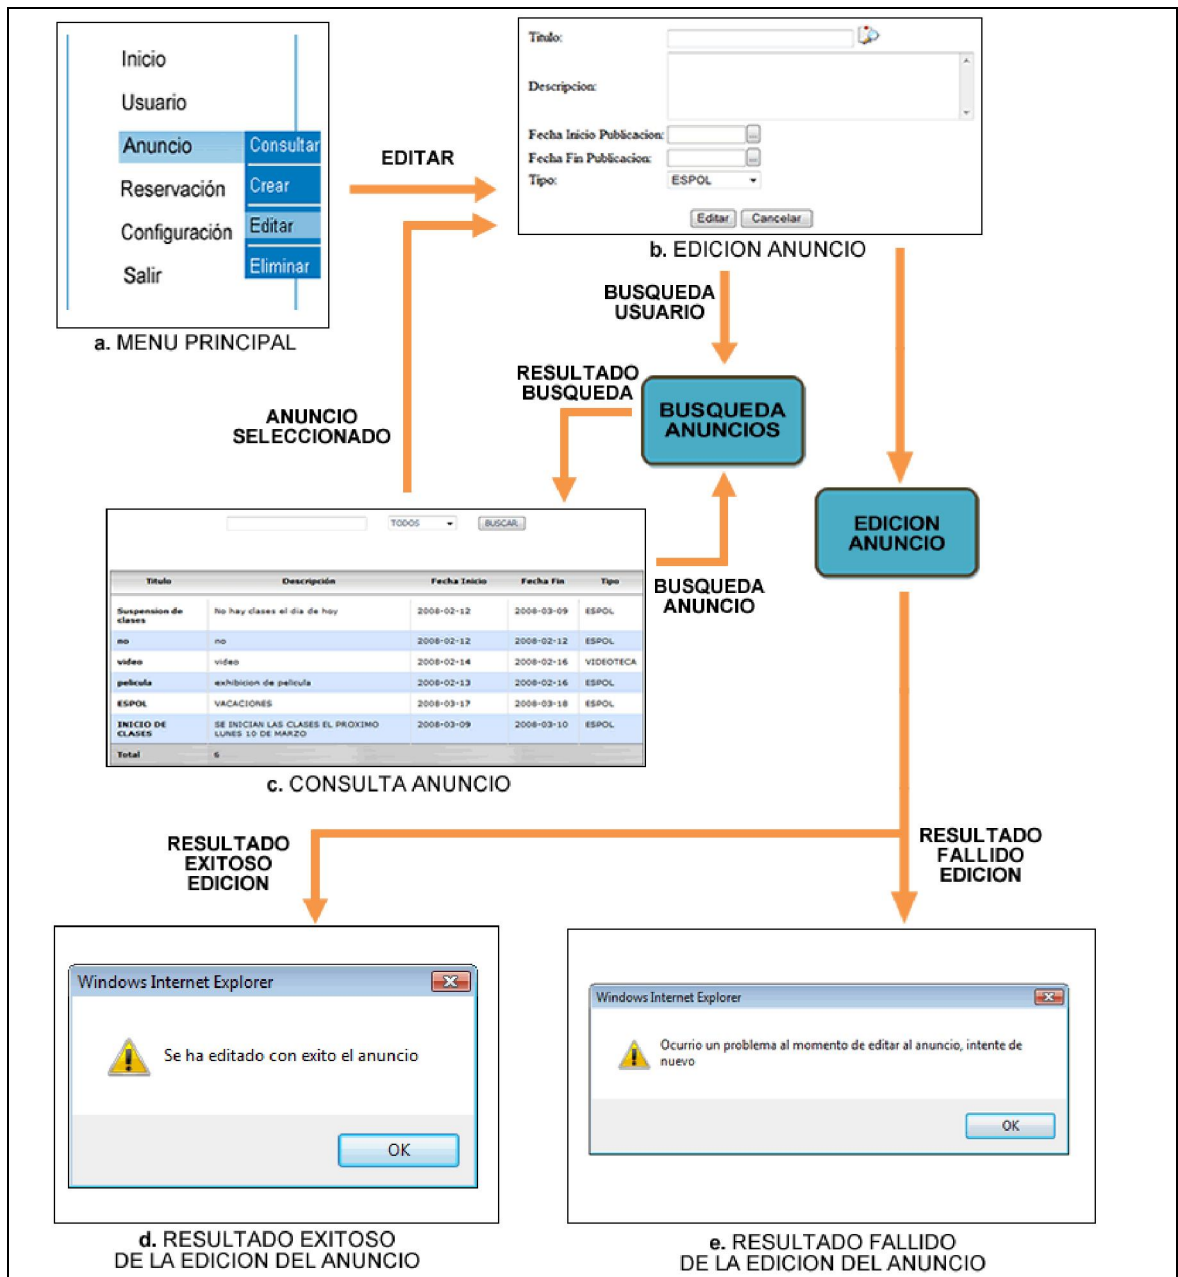 Inicio
Usuario
Anuncio
Consultar
Reservación
Crear
Configuración
Editar
Salir
Eliminar
a. MENU PRINCIPAL
EDITAR
Titulo:
Descripcion:
Fecha Inicio Publicacion:
...
Fecha Fin Publicacion:
...
Tipo:
ESPOL
Editar
Cancelar
b. EDICION ANUNCIO
BUSQUEDA
USUARIO
RESULTADO
BUSQUEDA
BUSQUEDA
ANUNCIOS
ANUNCIO
SELECCIONADO
EDICION
ANUNCIO
BUSQUEDA
ANUNCIO
TODOS
BUSCAR
Titulo Descripción Fecha Inicio Fecha Fin Tipo
Suspension de clases No hay clases el dia de hoy 2008-02-12 2008-03-09 ESPOL
no no 2008-02-12 2008-02-12 ESPOL
video video 2008-02-14 2008-02-16 VIDEOTECA
pelicula exhibicion de pelicula 2008-02-13 2008-02-16 ESPOL
ESPOL VACACIONES 2008-03-17 2008-03-18 ESPOL
INICIO DE CLASES SE INICIAN LAS CLASES EL PROXIMO LUNES 10 DE MARZO 2008-03-09 2008-03-10 ESPOL
Total 6
c. CONSULTA ANUNCIO
RESULTADO
EXITOSO
EDICION
RESULTADO
FALLIDO
EDICION
Windows Internet Explorer
Se ha editado con exito el anuncio
OK
d. RESULTADO EXITOSO
DE LA EDICION DEL ANUNCIO
Windows Internet Explorer
Ocurrio un problema al momento de editar al anuncio, intente de
nuevo
OK
e. RESULTADO FALLIDO
DE LA EDICION DEL ANUNCIO